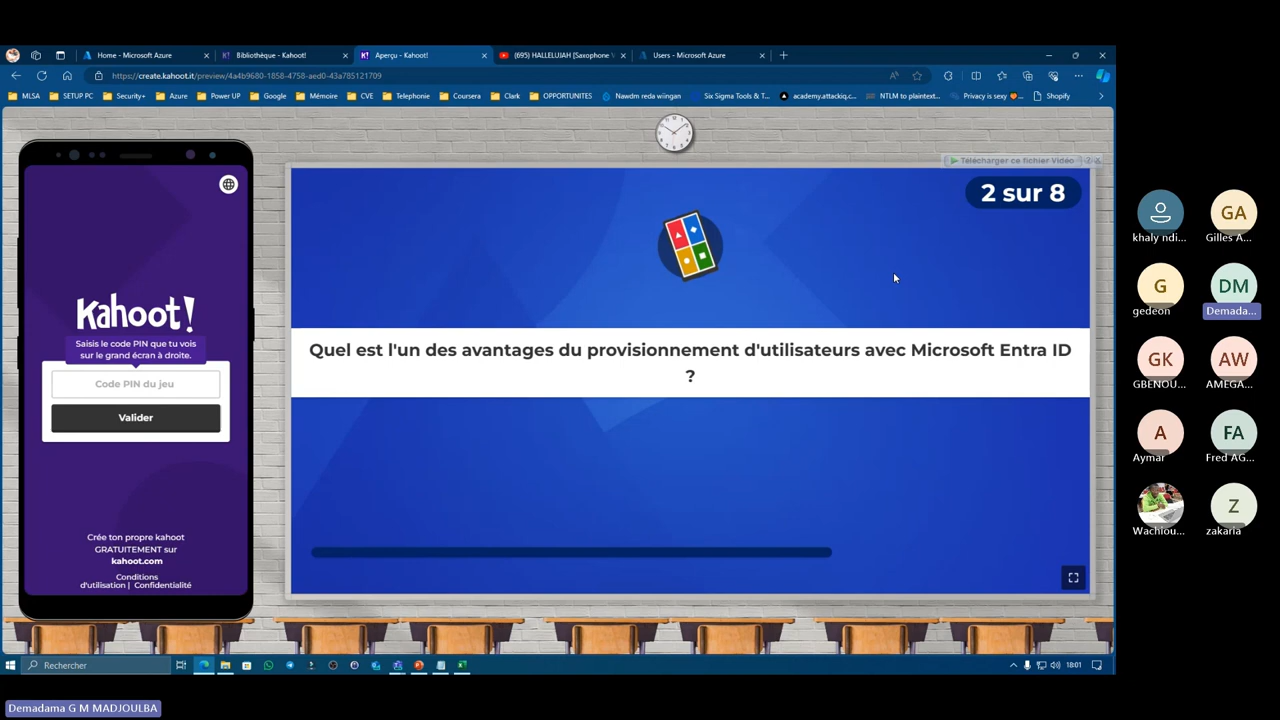 Home - Microsoft Azure
Bibliothèque - Kahoot!
Aperçu - Kahoot!
(695) HALLELUJAH [Saxophone V
Users - Microsoft Azure
https://create.kahoot.it/preview/4a4b9680-1858-4758-aed0-43a785121709
MLSA
SETUP PC
Security+
Azure
Power UP
Google
Mémoire
CVE
Telephonie
Coursera
Clark
OPPORTUNITES
Nawdm reda wiingan
Six Sigma Tools & T...
academy.attackiq.c...
NTLM to plaintext...
Privacy is sexy
Shopify
Télécharger ce fichier Vidéo ? X
2 sur 8
Kahoot!
Saisis le code PIN que tu vois
sur le grand écran à droite.
Code PIN du jeu
Valider
Quel est l'un des avantages du provisionnement d'utilisateurs avec Microsoft Entra ID
?
Crée ton propre kahoot
GRATUITEMENT sur
kahoot.com
Conditions
d'utilisation | Confidentialité
khaly ndi...
GA
Gilles A...
G
gedeon
DM
Demada...
GK
GBENOU...
AW
AMEGA...
A
Aymar
FA
Fred AG...
Wachiou...
Z
zakaria
Rechercher
18:01
Demadama G M MADJOULBA